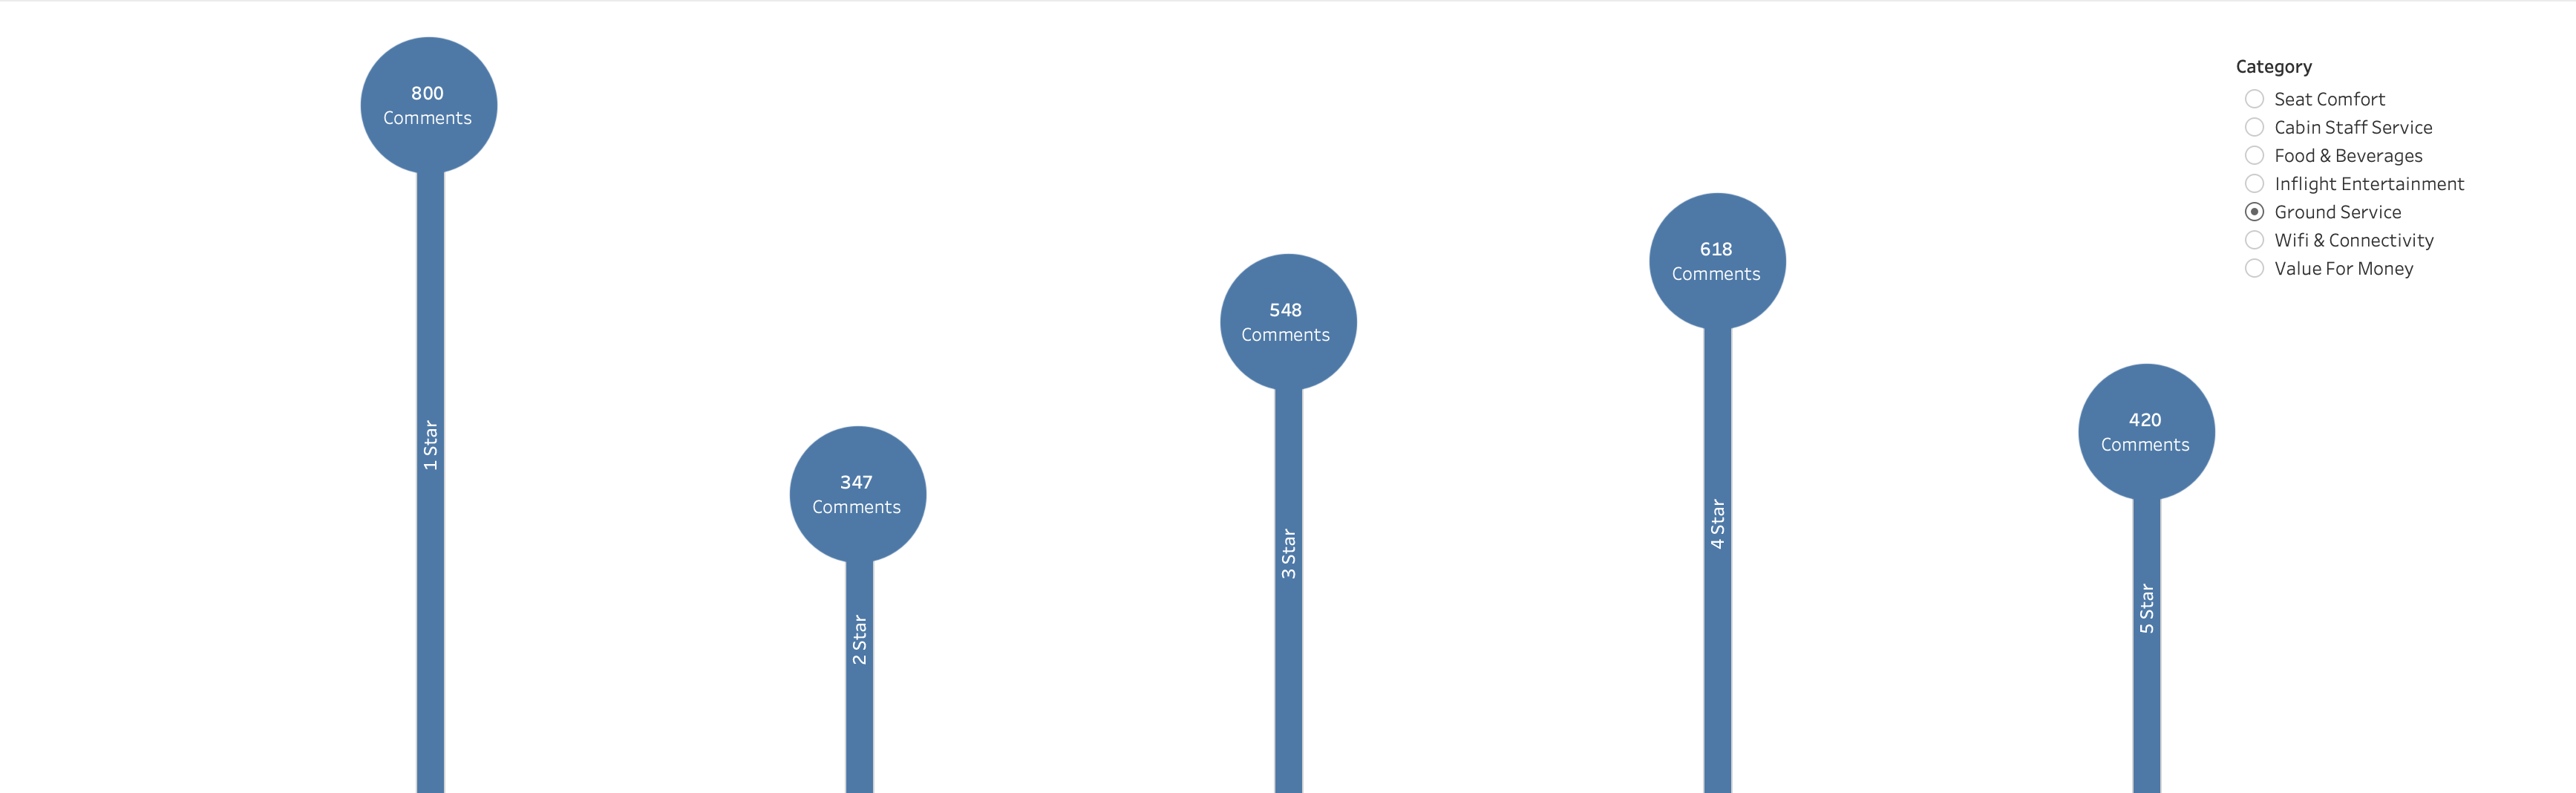 800
Comments
1 Star
347
Comments
2 Star
548
Comments
3 Star
618
Comments
4 Star
420
Comments
5 Star
Category
Seat Comfort
Cabin Staff Service
Food & Beverages
Inflight Entertainment
Ground Service
Wifi & Connectivity
Value For Money